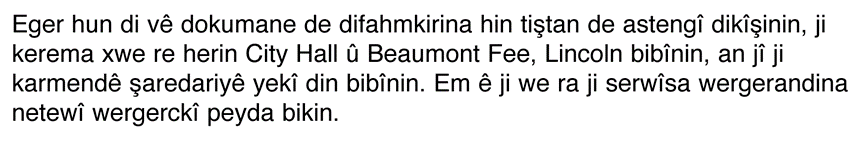 Eger hun di vê dokumane de difahmkirina hin tiştan de astengî dikîşinin, ji
kerema xwe re herin City Hall û Beaumont Fee, Lincoln bibînin, an jî ji
karmendê şaredariyê yekî din bibînin. Em ê ji we ra ji serwîsa wergerandina
netewî wergerckî peyda bikin.